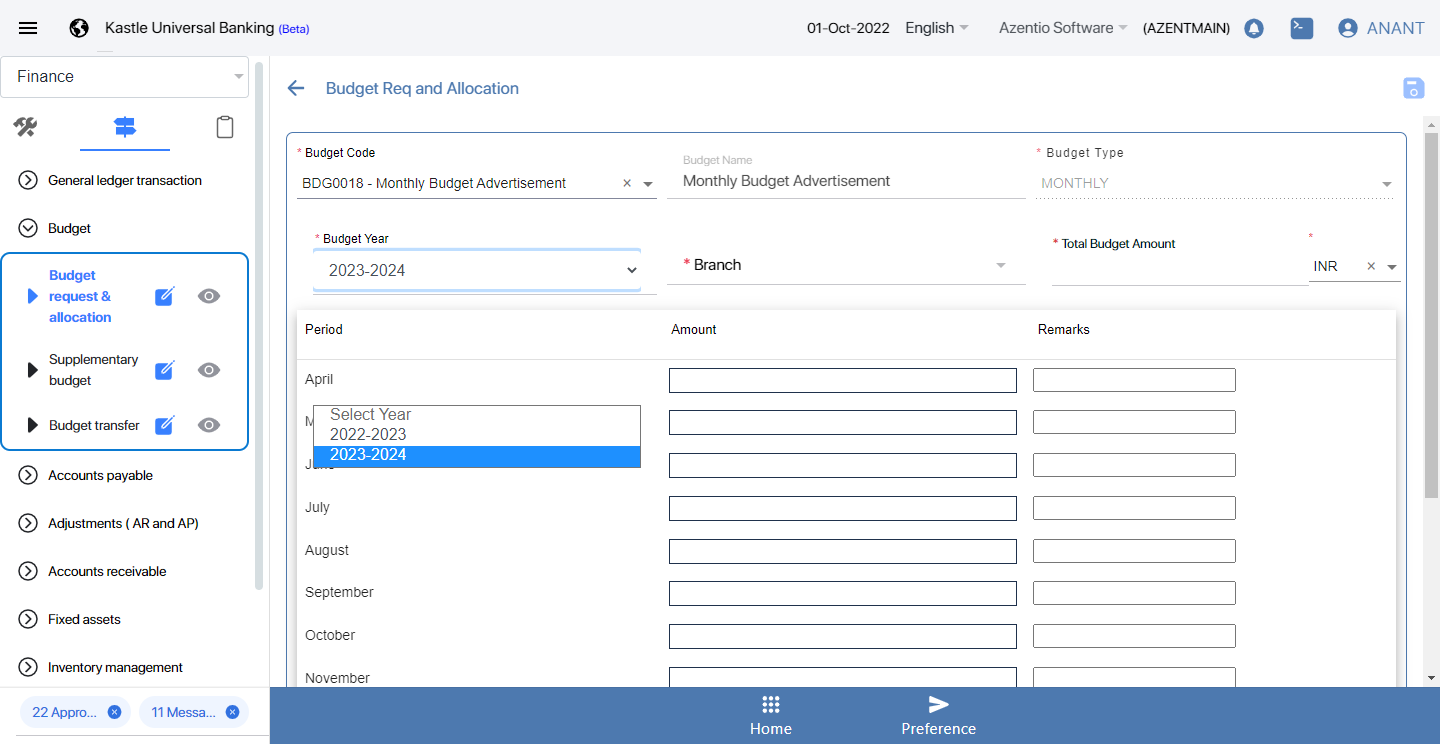 Kastle Universal Banking (Beta)
01-Oct-2022 English Azentio Software (AZENTMAIN) ANANT
Finance
General ledger transaction
Budget
Budget request & allocation
Supplementary budget
Budget transfer
Accounts payable
Adjustments ( AR and AP)
Accounts receivable
Fixed assets
Inventory management
22 Appro... 11 Messa...
Budget Req and Allocation
* Budget Code
BDG0018 - Monthly Budget Advertisement ×
Budget Name
Monthly Budget Advertisement
* Budget Type
MONTHLY
* Budget Year
2023-2024
* Branch
* Total Budget Amount
*
INR ×
Period Amount Remarks
April
Select Year
2022-2023
2023-2024
July
August
September
October
November
Home Preference